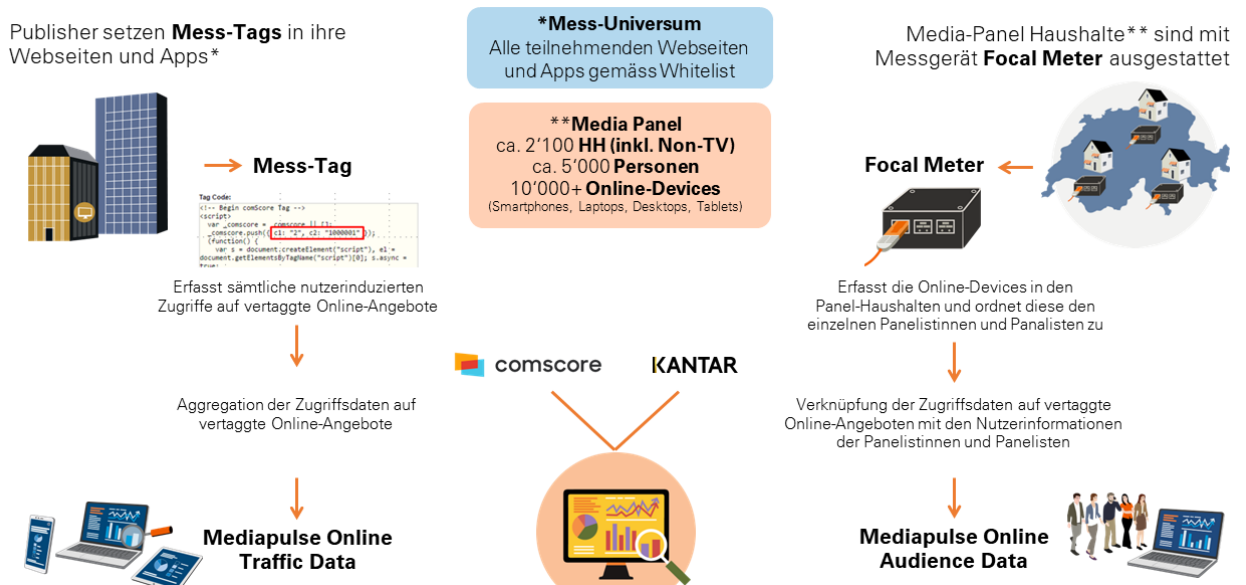 Publisher setzen Mess-Tags in ihre
Webseiten und Apps*
*Mess-Universum
Alle teilnehmenden Webseiten
und Apps gemäss Whitelist
Media-Panel Haushalte** sind mit
Messgerät Focal Meter ausgestattet
**Media Panel
ca. 2'100 HH (inkl. Non-TV)
ca. 5'000 Personen
10'000+ Online-Devices
(Smartphones, Laptops, Desktops, Tablets)
Mess-Tag
Tag Code:
<!-- Begin comScore Tag -->
<script>
var _comscore = _comscore || [];
_comscore.push({ c1: "2", c2: "1000001" });
(function() {
var s = document.createElement("script"), el =
document.getElementsByTagName("script")[0]; s.async =
true;
Erfasst sämtliche nutzerinduzierten
Zugriffe auf vertaggte Online-Angebote
Aggregation der Zugriffsdaten auf
vertaggte Online-Angebote
Mediapulse Online
Traffic Data
comscore
KANTAR
Focal Meter
Erfasst die Online-Devices in den
Panel-Haushalten und ordnet diese den
einzelnen Panelistinnen und Panalisten zu
Verknüpfung der Zugriffsdaten auf vertaggte
Online-Angeboten mit den Nutzerinformationen
der Panelistinnen und Panelisten
Mediapulse Online
Audience Data